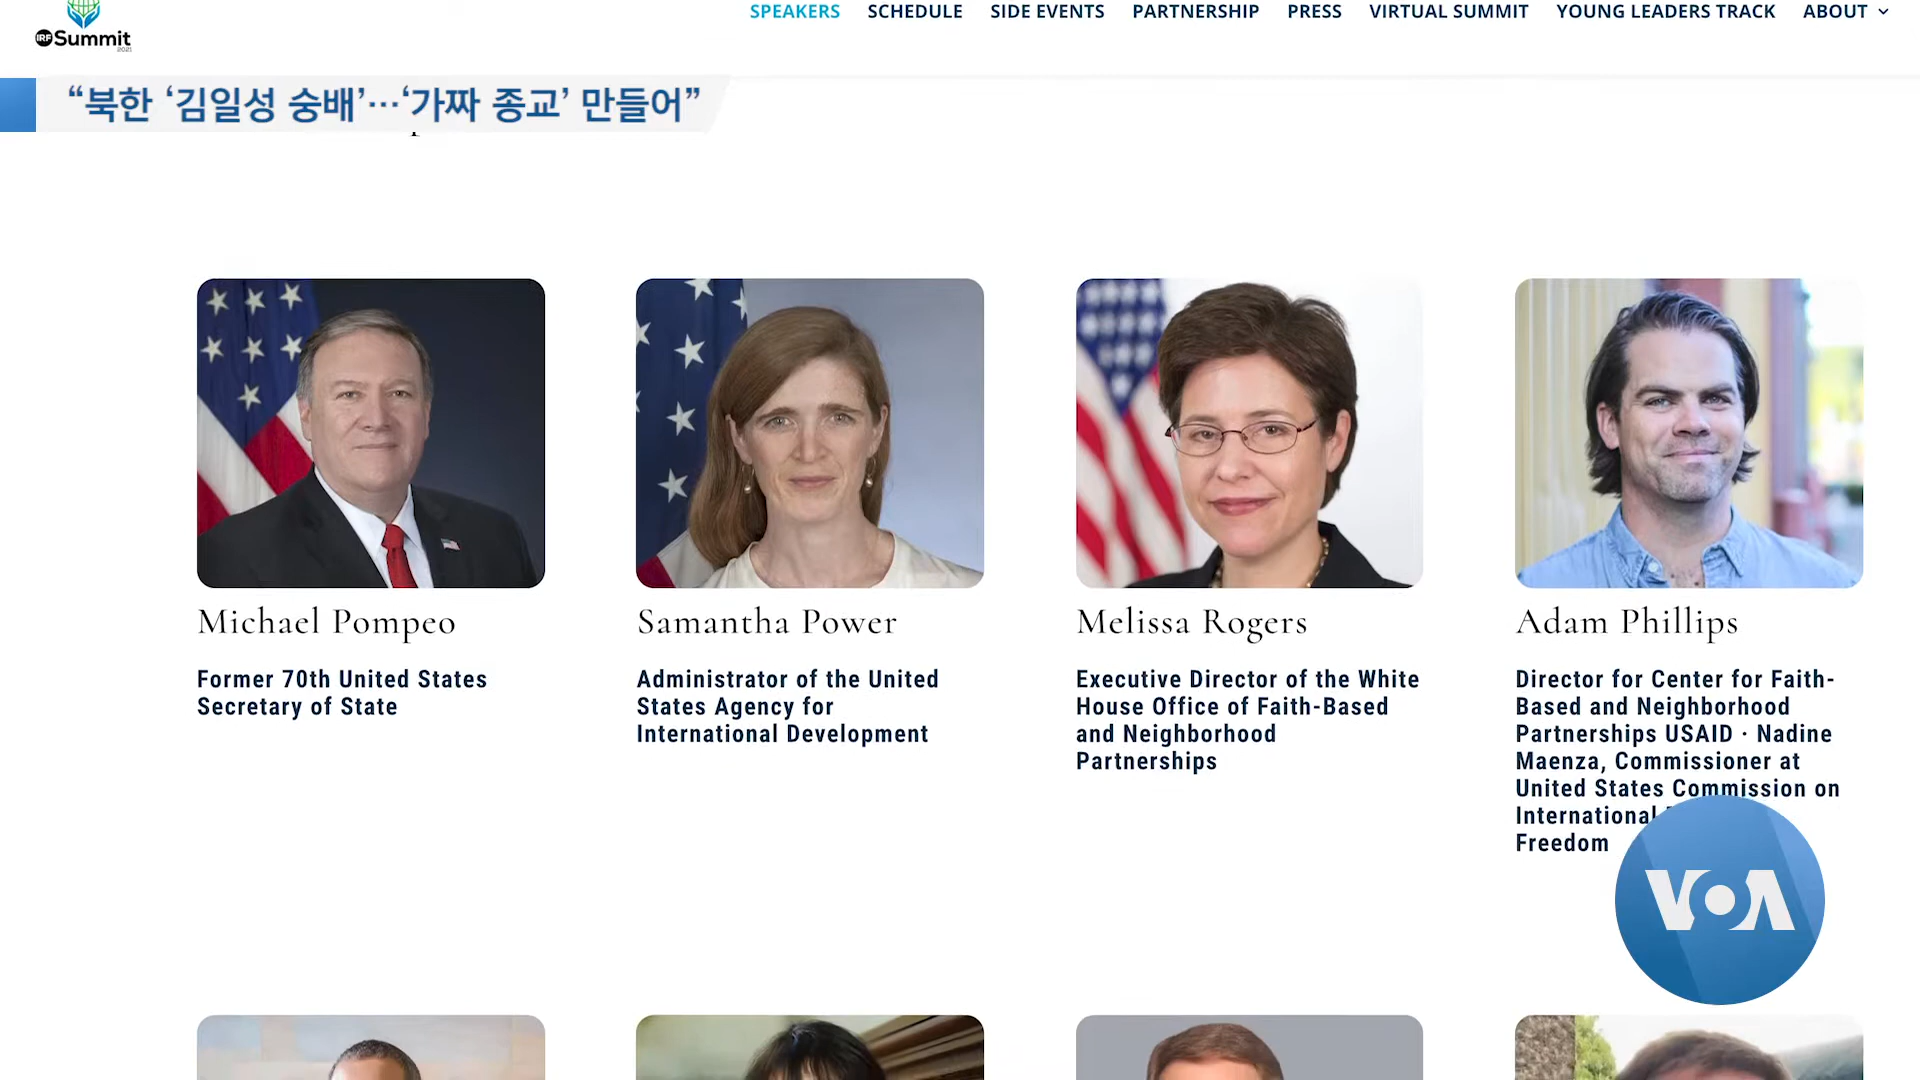 SPEAKERS SCHEDULE SIDE EVENTS PARTNERSHIP PRESS VIRTUAL SUMMIT YOUNG LEADERS TRACK ABOUT
IRF Summit
2021
“북한 ‘김일성 숭배’…‘가짜 종교’ 만들어”
Michael Pompeo
Former 70th United States
Secretary of State
Samantha Power
Administrator of the United
States Agency for
International Development
Melissa Rogers
Executive Director of the White
House Office of Faith-Based
and Neighborhood
Partnerships
Adam Phillips
Director for Center for Faith-
Based and Neighborhood
Partnerships USAID · Nadine
Maenza, Commissioner at
United States Commission on
International
Freedom
VOA